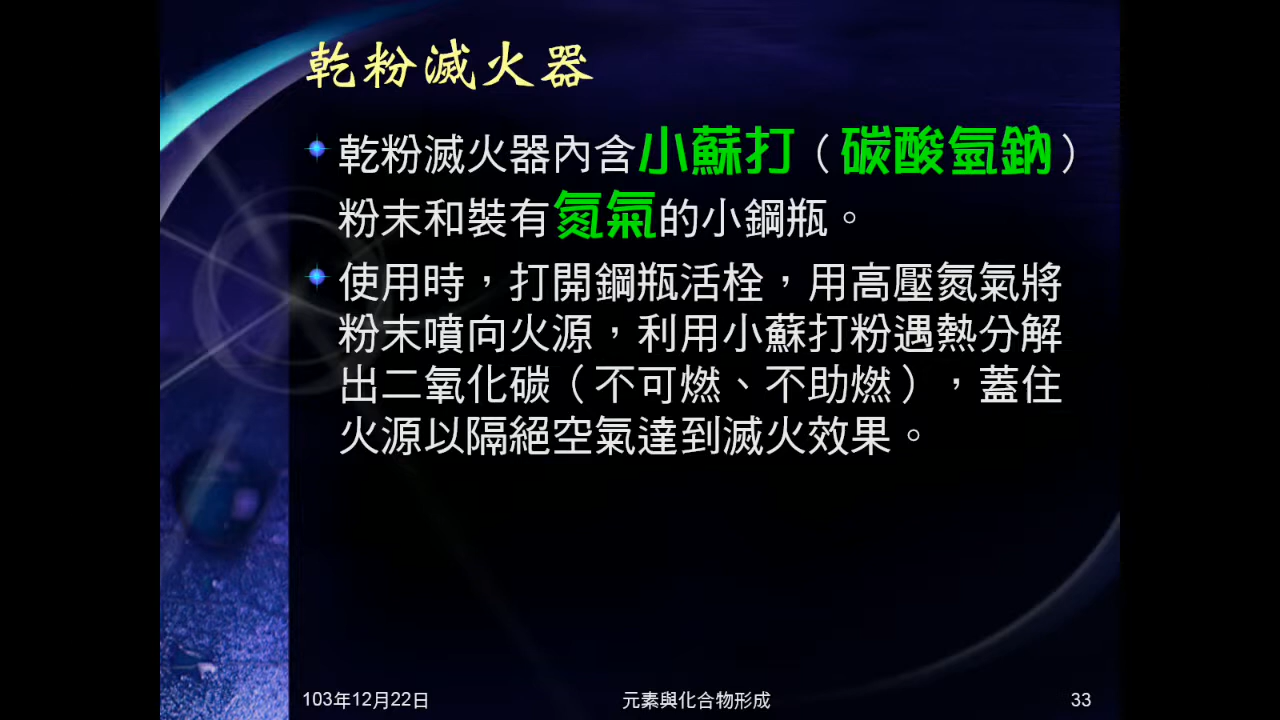 乾粉滅火器
乾粉滅火器內含小蘇打（碳酸氫鈉）
粉末和裝有氮氣的小鋼瓶。
使用時，打開鋼瓶活栓，用高壓氮氣將
粉末噴向火源，利用小蘇打粉遇熱分解
出二氧化碳（不可燃、不助燃），蓋住
火源以隔絕空氣達到滅火效果。
103年12月22日
元素與化合物形成
33